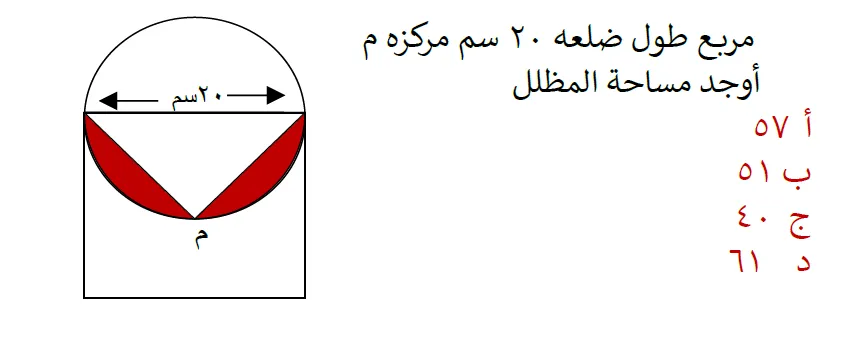 مربع طول ضلعه ٢٠ سم مركزه م
أوجد مساحة المظلل
أ ٥٧
ب ٥١
ج ٤٠
د ٦١
٢٠سم
م